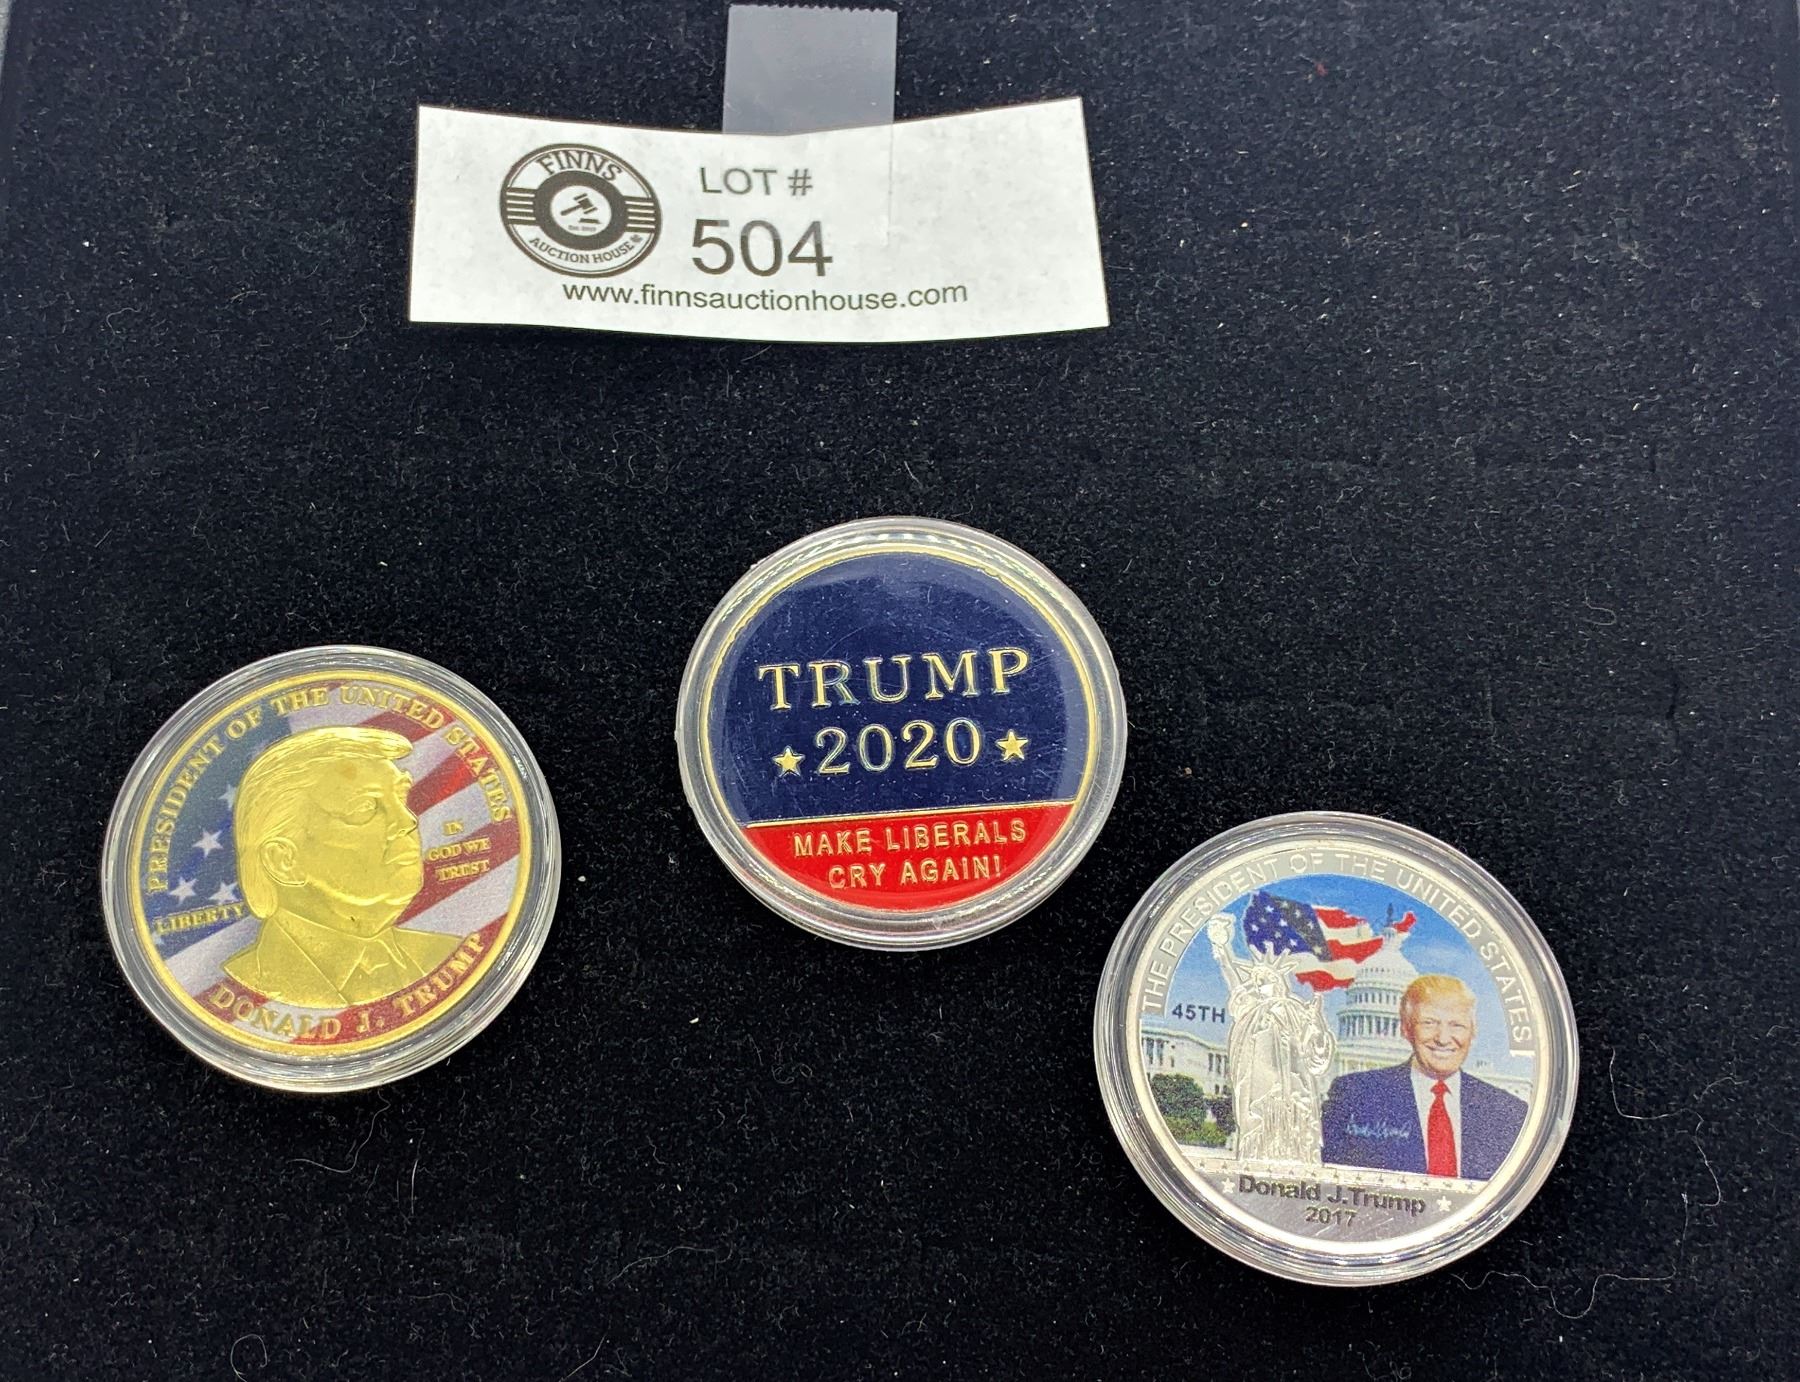 FINNS
AUCTION HOUSE
LOT #
504
www.finnsauctionhouse.com
PRESIDENT OF THE UNITED STATES
IN
GOD WE
TRUST
LIBERTY
DONALD J. TRUMP
TRUMP
2020
MAKE LIBERALS
CRY AGAIN!
THE PRESIDENT OF THE UNITED STATES
45TH
Donald J.Trump
2017